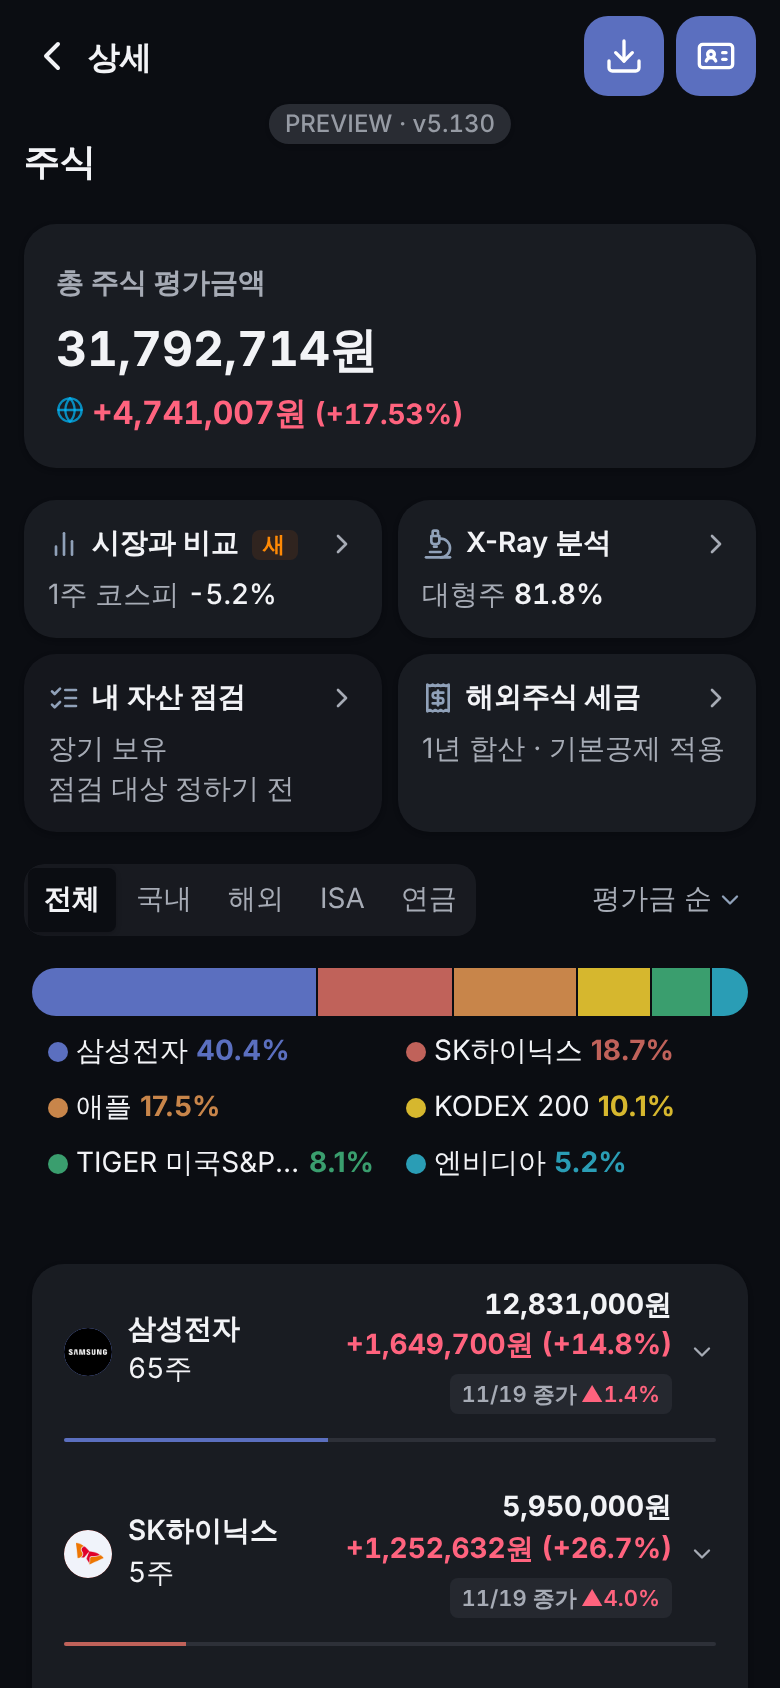 상세
PREVIEW · v5.130
주식
총 주식 평가금액
31,792,714원
+4,741,007원 (+17.53%)
시장과 비교 새
1주 코스피 -5.2%
X-Ray 분석
대형주 81.8%
내 자산 점검
장기 보유
점검 대상 정하기 전
해외주식 세금
1년 합산 · 기본공제 적용
전체 국내 해외 ISA 연금 평가금 순
삼성전자 40.4% SK하이닉스 18.7%
애플 17.5% KODEX 200 10.1%
TIGER 미국S&P... 8.1% 엔비디아 5.2%
SAMSUNG
삼성전자
65주
12,831,000원
+1,649,700원 (+14.8%)
11/19 종가 ▲1.4%
SK하이닉스
5주
5,950,000원
+1,252,632원 (+26.7%)
11/19 종가 ▲4.0%